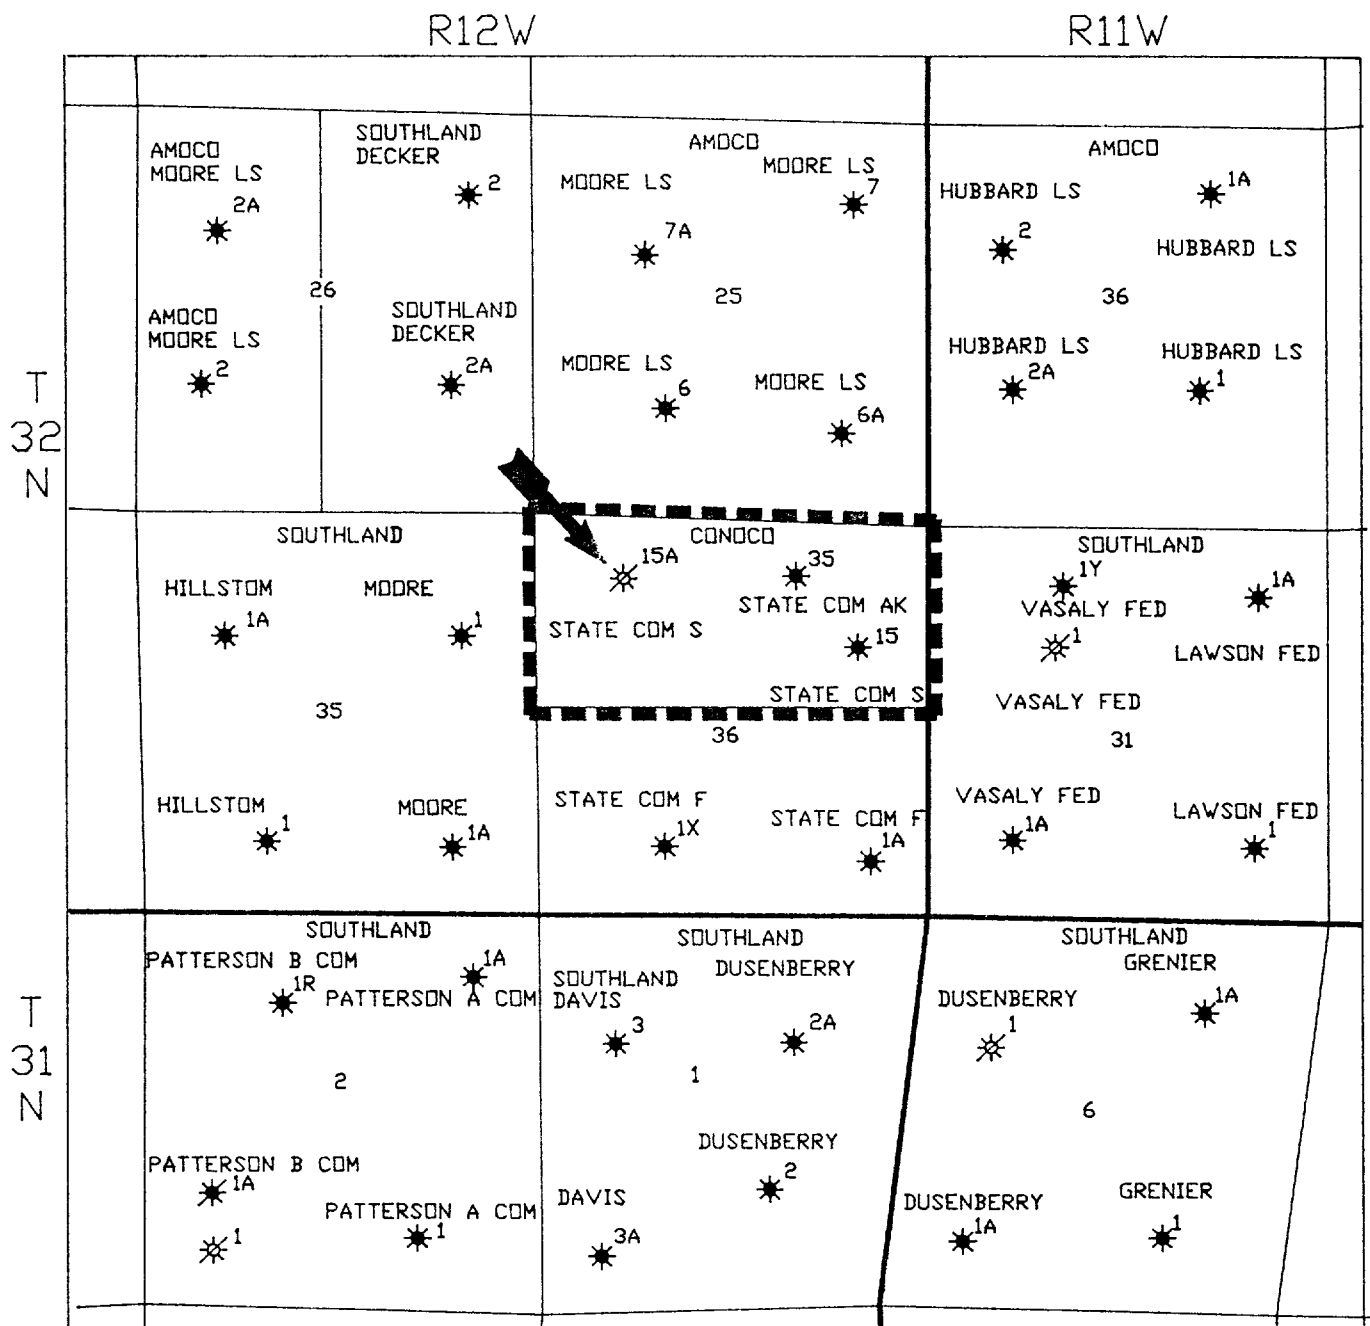 R12W
R11W
T
32
N
T
31
N
AMOCO
MOORE LS
2A
SOUTHLAND
DECKER
2
26
AMOCO
MOORE LS
2
SOUTHLAND
DECKER
2A
AMOCO
MOORE LS
7
MOORE LS
7A
25
MOORE LS
6
MOORE LS
6A
AMOCO
1A
HUBBARD LS
HUBBARD LS
2
36
HUBBARD LS
2A
HUBBARD LS
1
SOUTHLAND
HILLSTOM
1A
MOORE
1
35
HILLSTOM
1
MOORE
1A
CONOCO
15A
STATE COM S
35
STATE COM AK
15
STATE COM S
36
STATE COM F
1X
STATE COM F
1A
SOUTHLAND
1Y
VASALY FED
1
VASALY FED
1A
LAWSON FED
31
VASALY FED
1A
LAWSON FED
1
SOUTHLAND
PATTERSON B COM
1R
1A
PATTERSON A COM
2
PATTERSON B COM
1A
1
PATTERSON A COM
1
SOUTHLAND
DUSENBERRY
2A
SOUTHLAND
DAVIS
3
1
DUSENBERRY
2
DAVIS
3A
SOUTHLAND
GRENIER
1A
DUSENBERRY
1
6
DUSENBERRY
1A
GRENIER
1